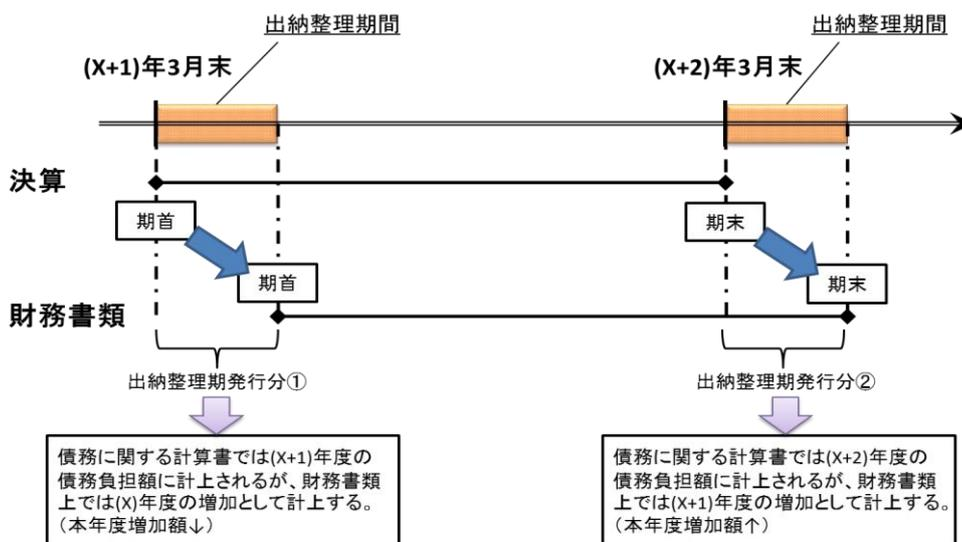 出納整理期間
出納整理期間
(X+1)年3月末
(X+2)年3月末
決算
期首
期末
期首
期末
財務書類
出納整理期発行分①
出納整理期発行分②
債務に関する計算書では(X+1)年度の
債務負担額に計上されるが、財務書類
上では(X)年度の増加として計上する。
（本年度増加額↓）
債務に関する計算書では(X+2)年度の
債務負担額に計上されるが、財務書類
上では(X+1)年度の増加として計上する。
（本年度増加額↑）